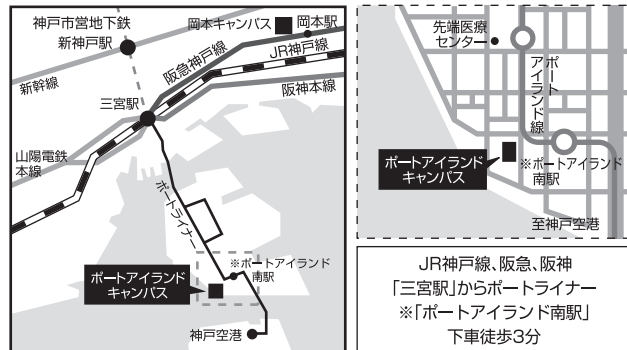 神戸市営地下鉄
新神戸駅
岡本キャンパス
岡本駅
新幹線
阪急神戸線
JR神戸線
阪神本線
三宮駅
山陽電鉄
本線
ポートライナー
※ポートアイランド
南駅
ポートアイランド
キャンパス
神戸空港
先端医療
センター
ポート
アイランド線
ポートアイランド
キャンパス
※ポートアイランド
南駅
至神戸空港
JR神戸線、阪急、阪神
「三宮駅」からポートライナー
※「ポートアイランド南駅」
下車徒歩3分